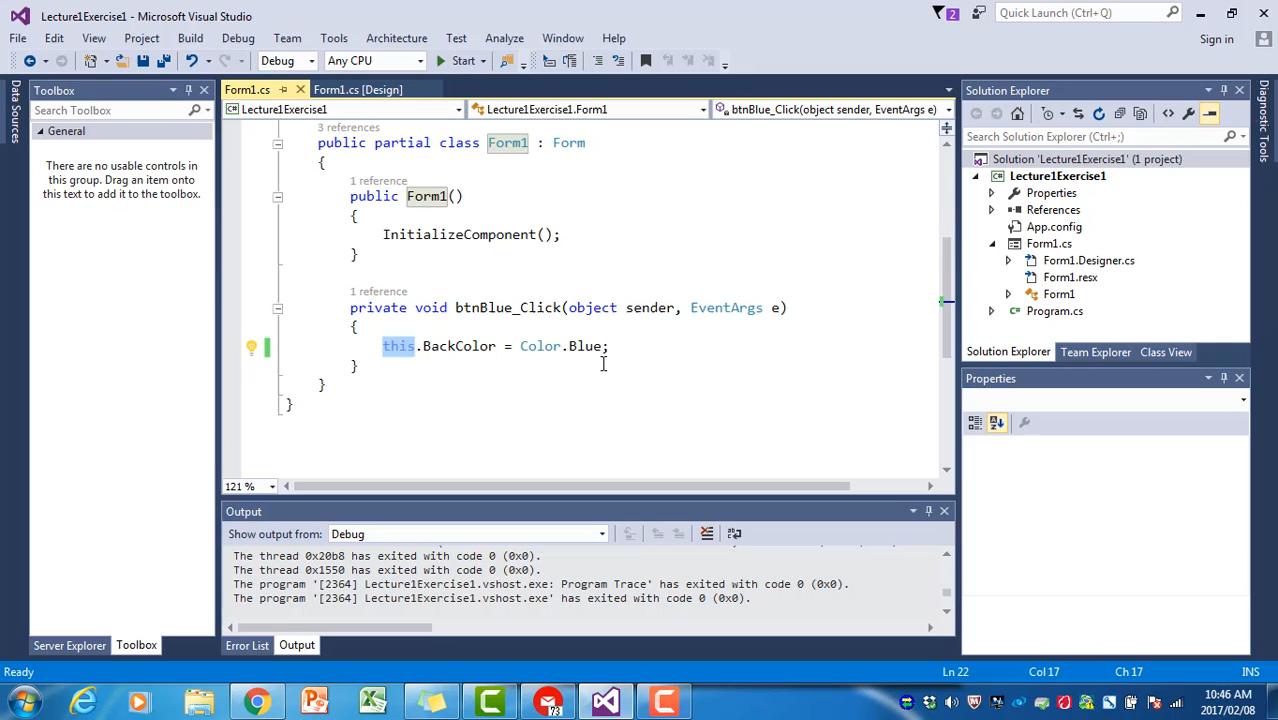 Lecture1Exercise1 - Microsoft Visual Studio
2
Quick Launch (Ctrl+Q)
File Edit View Project Build Debug Team Tools Architecture Test Analyze Window Help
Sign in
Debug Any CPU Start
Data Sources
Toolbox
Search Toolbox
General
There are no usable controls in
this group. Drag an item onto
this text to add it to the toolbox.
Form1.cs Form1.cs [Design]
Lecture1Exercise1 Lecture1Exercise1.Form1 btnBlue_Click(object sender, EventArgs e)
3 references
public partial class Form1 : Form
{
1 reference
public Form1()
{
InitializeComponent();
}
1 reference
private void btnBlue_Click(object sender, EventArgs e)
{
this.BackColor = Color.Blue;
}
}
}
121 %
Output
Show output from: Debug
The thread 0x20b8 has exited with code 0 (0x0).
The thread 0x1550 has exited with code 0 (0x0).
The program '[2364] Lecture1Exercise1.vshost.exe: Program Trace' has exited with code 0 (0x0).
The program '[2364] Lecture1Exercise1.vshost.exe' has exited with code 0 (0x0).
Server Explorer Toolbox
Error List Output
Solution Explorer
Search Solution Explorer (Ctrl+;)
Solution 'Lecture1Exercise1' (1 project)
C# Lecture1Exercise1
Properties
References
App.config
Form1.cs
Form1.Designer.cs
Form1.resx
Form1
Program.cs
Solution Explorer Team Explorer Class View
Properties
Diagnostic Tools
Ready
Ln 22 Col 17 Ch 17 INS
73
10:46 AM
2017/02/08